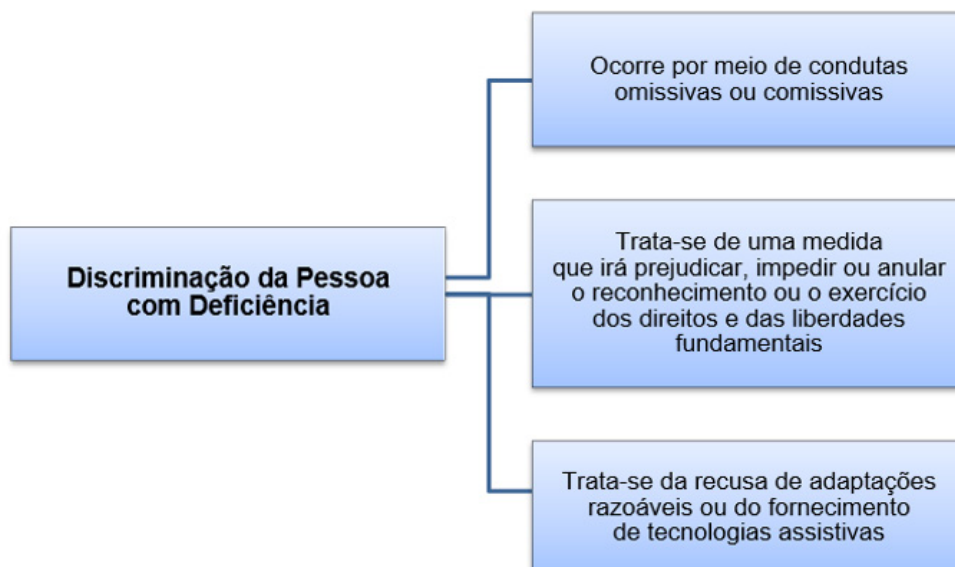 Discriminação da Pessoa
com Deficiência
Ocorre por meio de condutas
omissivas ou comissivas
Trata-se de uma medida
que irá prejudicar, impedir ou anular
o reconhecimento ou o exercício
dos direitos e das liberdades
fundamentais
Trata-se da recusa de adaptações
razoáveis ou do fornecimento
de tecnologias assistivas